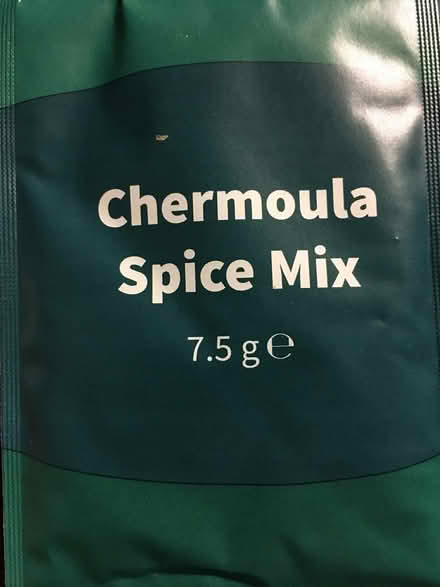 Chermoula
Spice Mix
7.5 g ℮